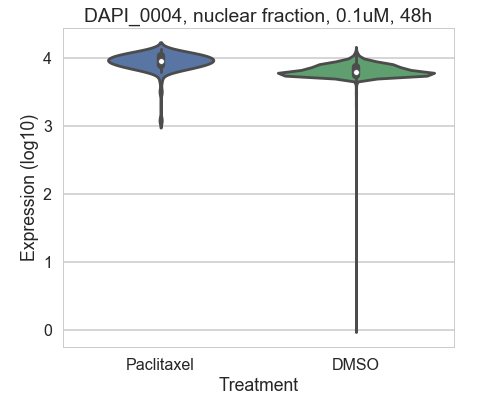 DAPI_0004, nuclear fraction, 0.1uM, 48h
Expression (log10)
4
3
2
1
0
Paclitaxel DMSO
Treatment